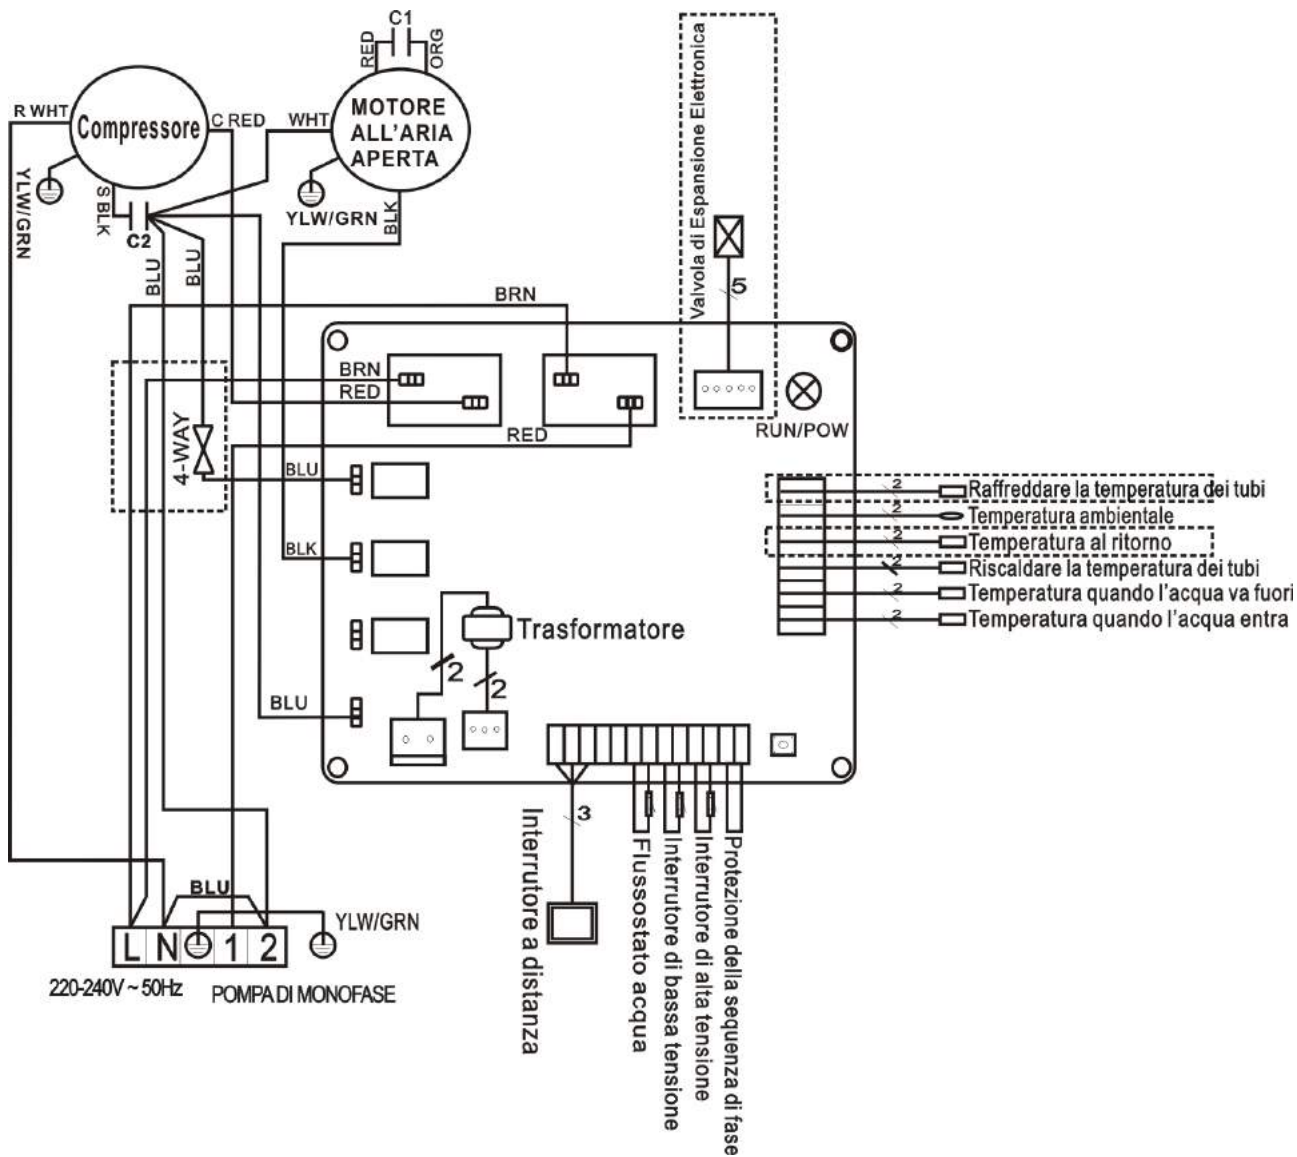 C1
RED
ORG
R WHT
Compressore
C RED
WHT
MOTORE
ALL'ARIA
APERTA
YLW/GRN
S BLK
C2
YLW/GRN
BLK
BLU
BLU
Valvola di Espansione Elettronica
5
BRN
BRN
RED
RED
RUN/POW
4-WAY
BLU
BLK
BLU
Trasformatore
2
2
2
Raffreddare la temperatura dei tubi
2
Temperatura ambientale
2
Temperatura al ritorno
2
Riscaldare la temperatura dei tubi
2
Temperatura quando l'acqua va fuori
2
Temperatura quando l'acqua entra
3
Interrutore a distanza
Flussostato acqua
Interrutore di bassa tensione
Interrutore di alta tensione
Protezione della sequenza di fase
BLU
YLW/GRN
L N 1 2
220-240V ~ 50Hz
POMPA DI MONOFASE